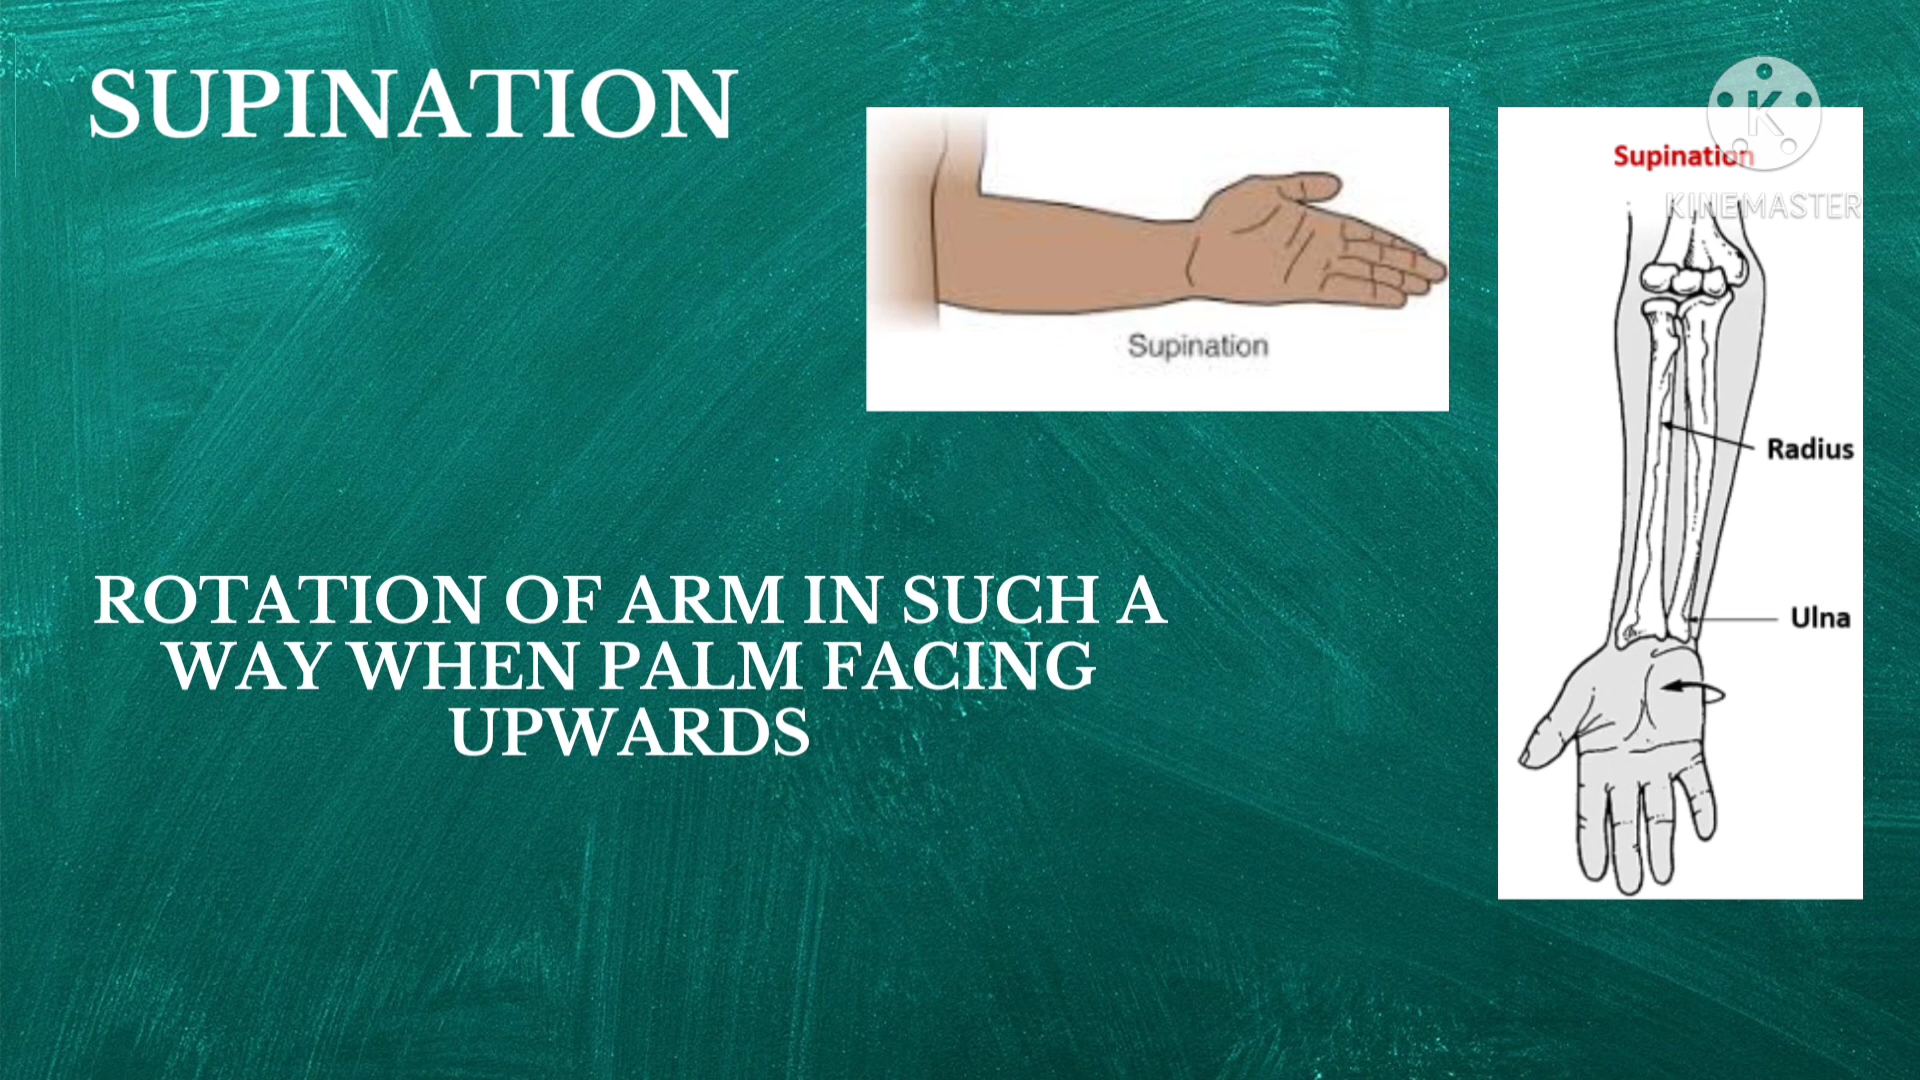 SUPINATION
ROTATION OF ARM IN SUCH A
WAY WHEN PALM FACING
UPWARDS
Supination
Supination
K
KINEMASTER
Radius
Ulna